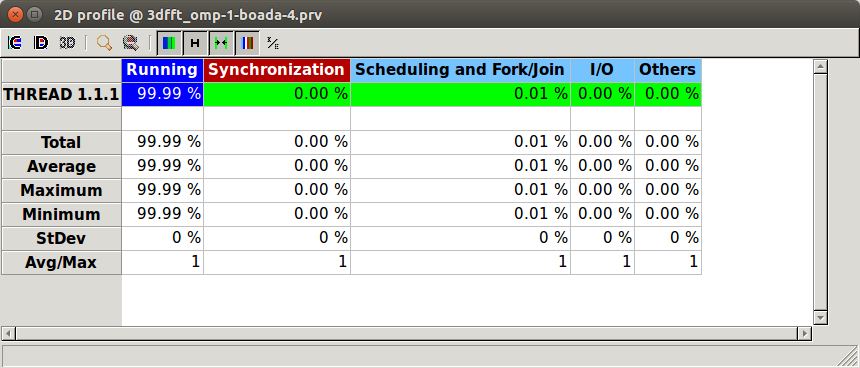 2D profile @ 3dfft_omp-1-boada-4.prv
3D
Running Synchronization Scheduling and Fork/Join I/O Others
THREAD 1.1.1 99.99 % 0.00 % 0.01 % 0.00 % 0.00 %
Total 99.99 % 0.00 % 0.01 % 0.00 % 0.00 %
Average 99.99 % 0.00 % 0.01 % 0.00 % 0.00 %
Maximum 99.99 % 0.00 % 0.01 % 0.00 % 0.00 %
Minimum 99.99 % 0.00 % 0.01 % 0.00 % 0.00 %
StDev 0 % 0 % 0 % 0 % 0 %
Avg/Max 1 1 1 1 1